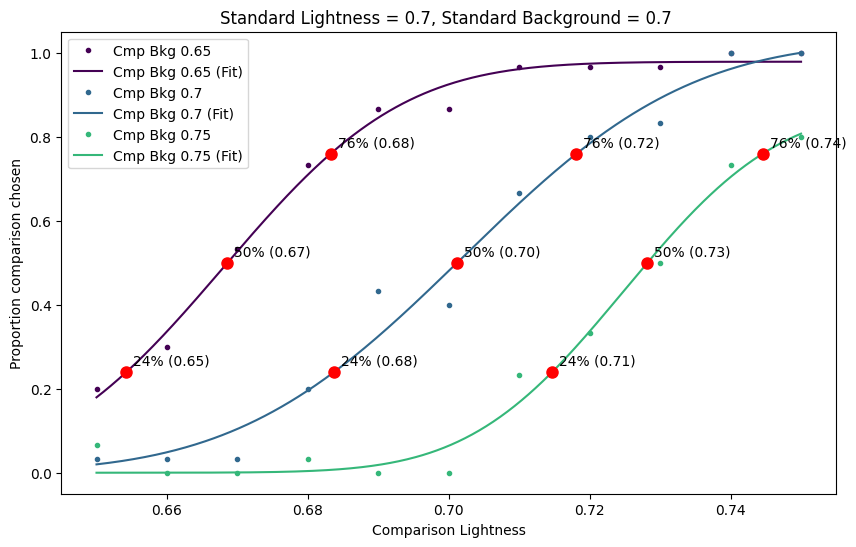 Standard Lightness = 0.7, Standard Background = 0.7
Cmp Bkg 0.65
Cmp Bkg 0.65 (Fit)
Cmp Bkg 0.7
Cmp Bkg 0.7 (Fit)
Cmp Bkg 0.75
Cmp Bkg 0.75 (Fit)
76% (0.68)
76% (0.72)
76% (0.74)
50% (0.67)
50% (0.70)
50% (0.73)
24% (0.65)
24% (0.68)
24% (0.71)
Proportion comparison chosen
1.0
0.8
0.6
0.4
0.2
0.0
0.66
0.68
0.70
0.72
0.74
Comparison Lightness